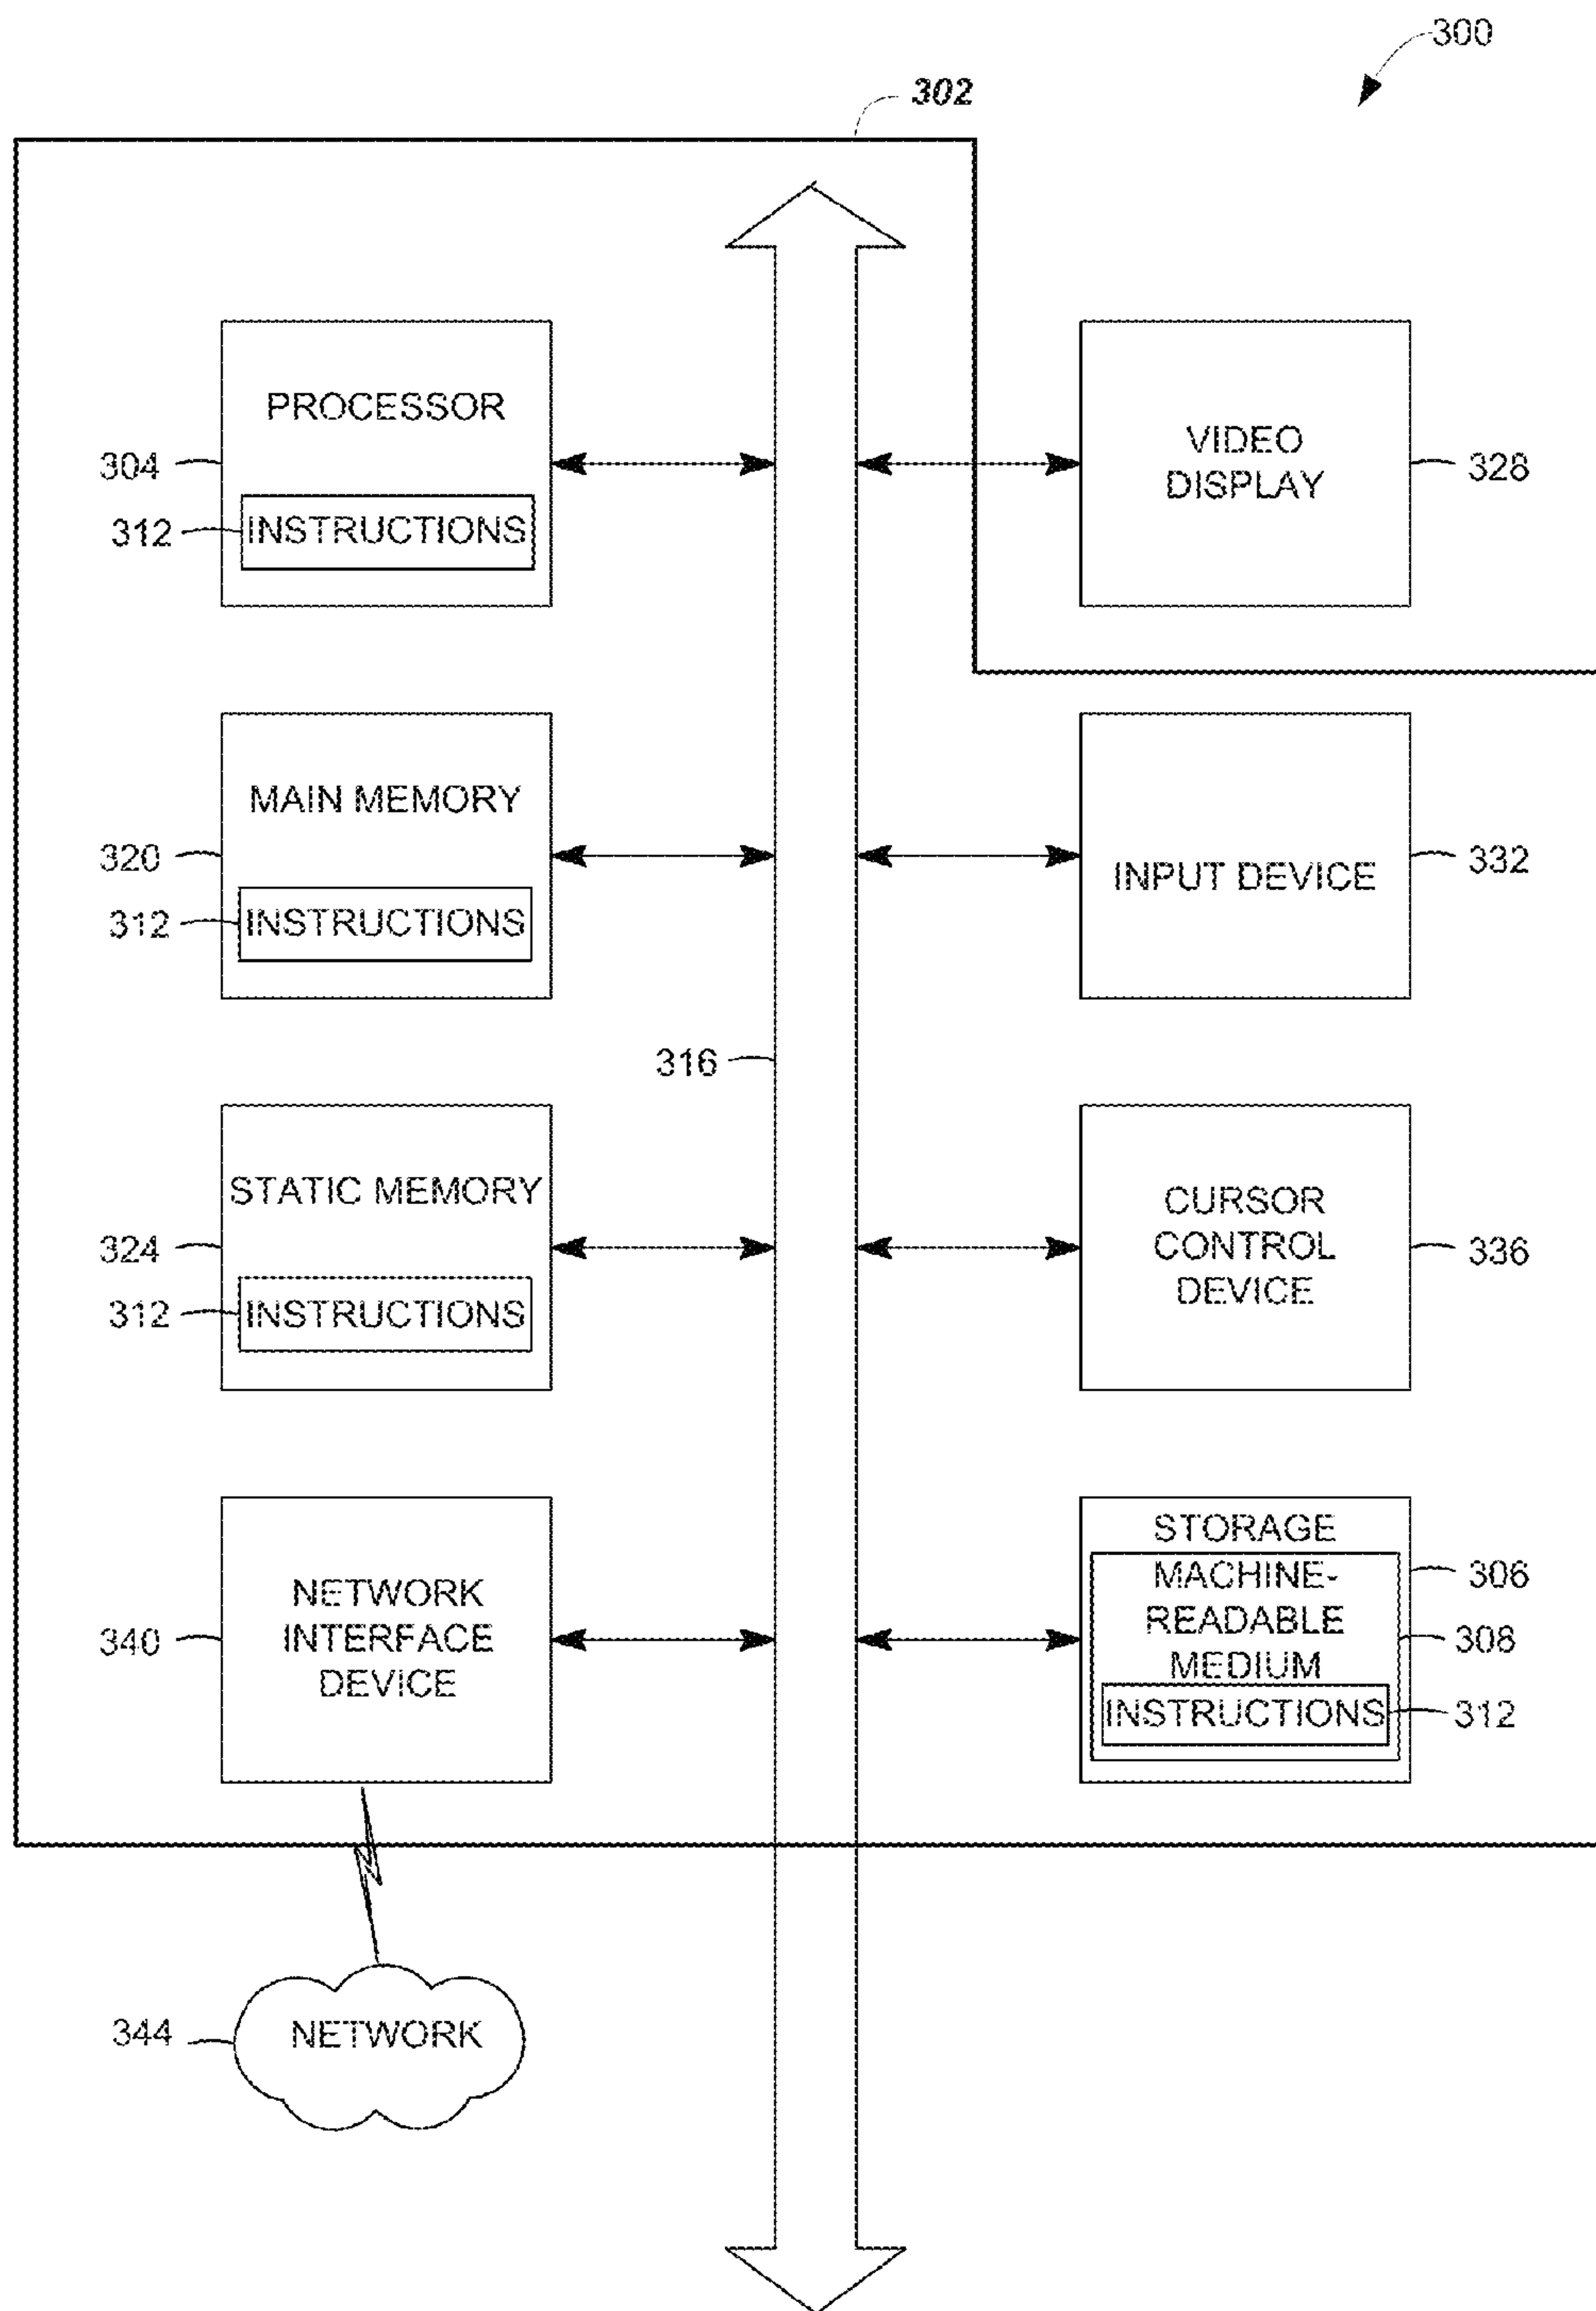 300
302
PROCESSOR
304
312
INSTRUCTIONS
VIDEO
DISPLAY
328
MAIN MEMORY
320
312
INSTRUCTIONS
INPUT DEVICE
332
316
STATIC MEMORY
324
312
INSTRUCTIONS
CURSOR
CONTROL
DEVICE
336
NETWORK
INTERFACE
DEVICE
340
STORAGE
306
MACHINE-
READABLE
MEDIUM
308
INSTRUCTIONS
312
344
NETWORK